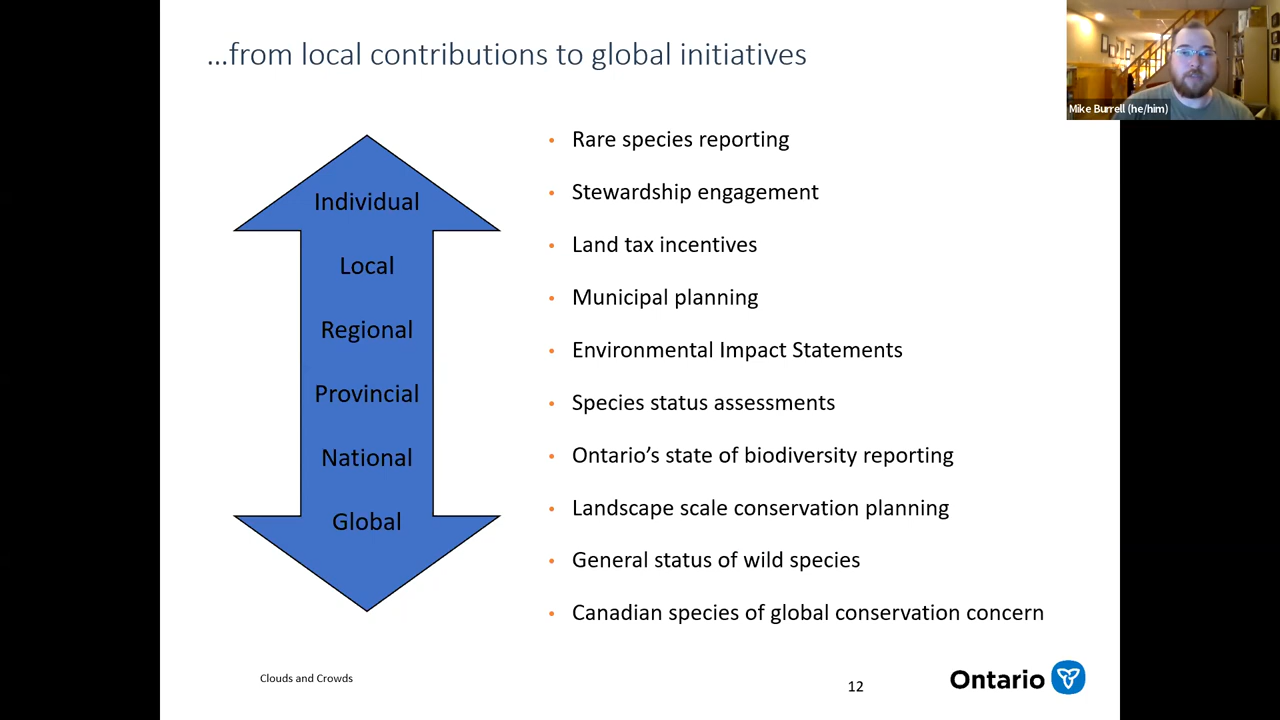 …from local contributions to global initiatives
Mike Burrell (he/him)
Individual
Local
Regional
Provincial
National
Global
• Rare species reporting
• Stewardship engagement
• Land tax incentives
• Municipal planning
• Environmental Impact Statements
• Species status assessments
• Ontario’s state of biodiversity reporting
• Landscape scale conservation planning
• General status of wild species
• Canadian species of global conservation concern
Clouds and Crowds
12
Ontario